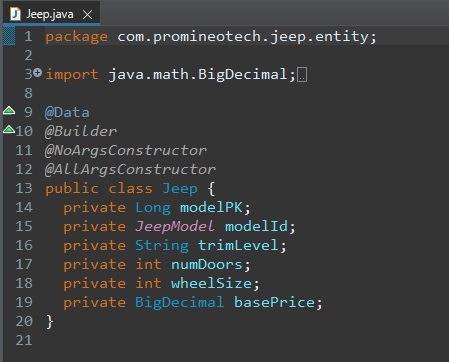 Jeep.java
1 package com.promineotech.jeep.entity;
2
3 import java.math.BigDecimal;
8
9 @Data
10 @Builder
11 @NoArgsConstructor
12 @AllArgsConstructor
13 public class Jeep {
14 private Long modelPK;
15 private JeepModel modelId;
16 private String trimLevel;
17 private int numDoors;
18 private int wheelSize;
19 private BigDecimal basePrice;
20 }
21